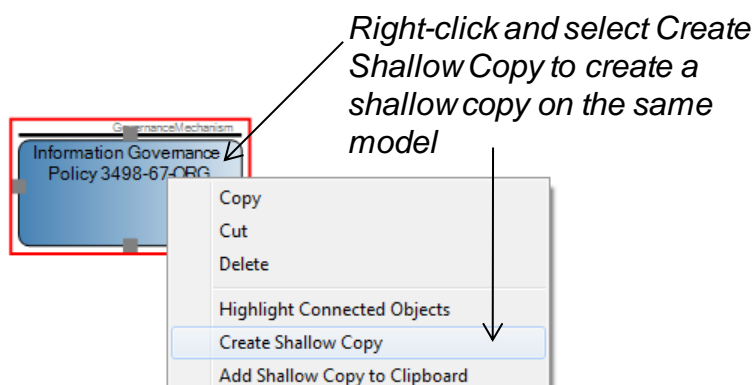 Right-click and select Create
Shallow Copy to create a
shallow copy on the same
model
GovernanceMechanism
Information Governance
Policy 3498-67-ORG
Copy
Cut
Delete
Highlight Connected Objects
Create Shallow Copy
Add Shallow Copy to Clipboard